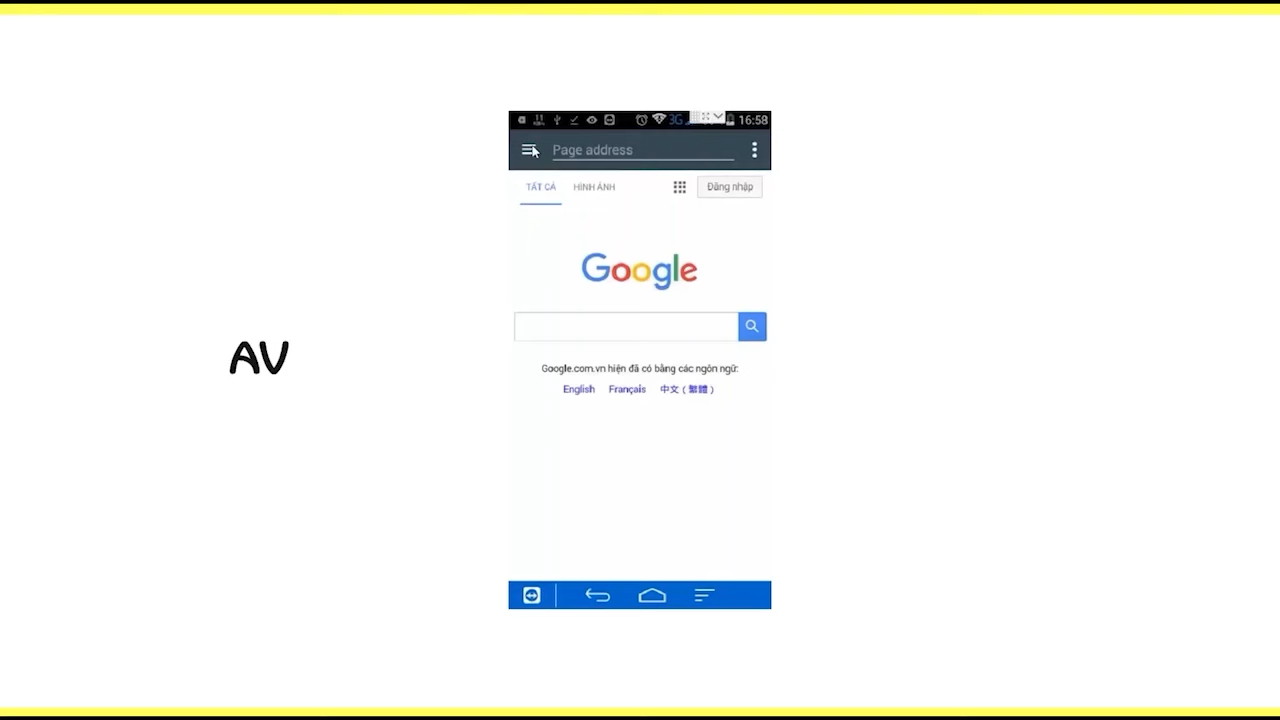 16:58
3G
Page address
TẤT CẢ HÌNH ẢNH Đăng nhập
Google
AV
Google.com.vn hiện đã có bằng các ngôn ngữ:
English Français 中文 ( 繁體 )